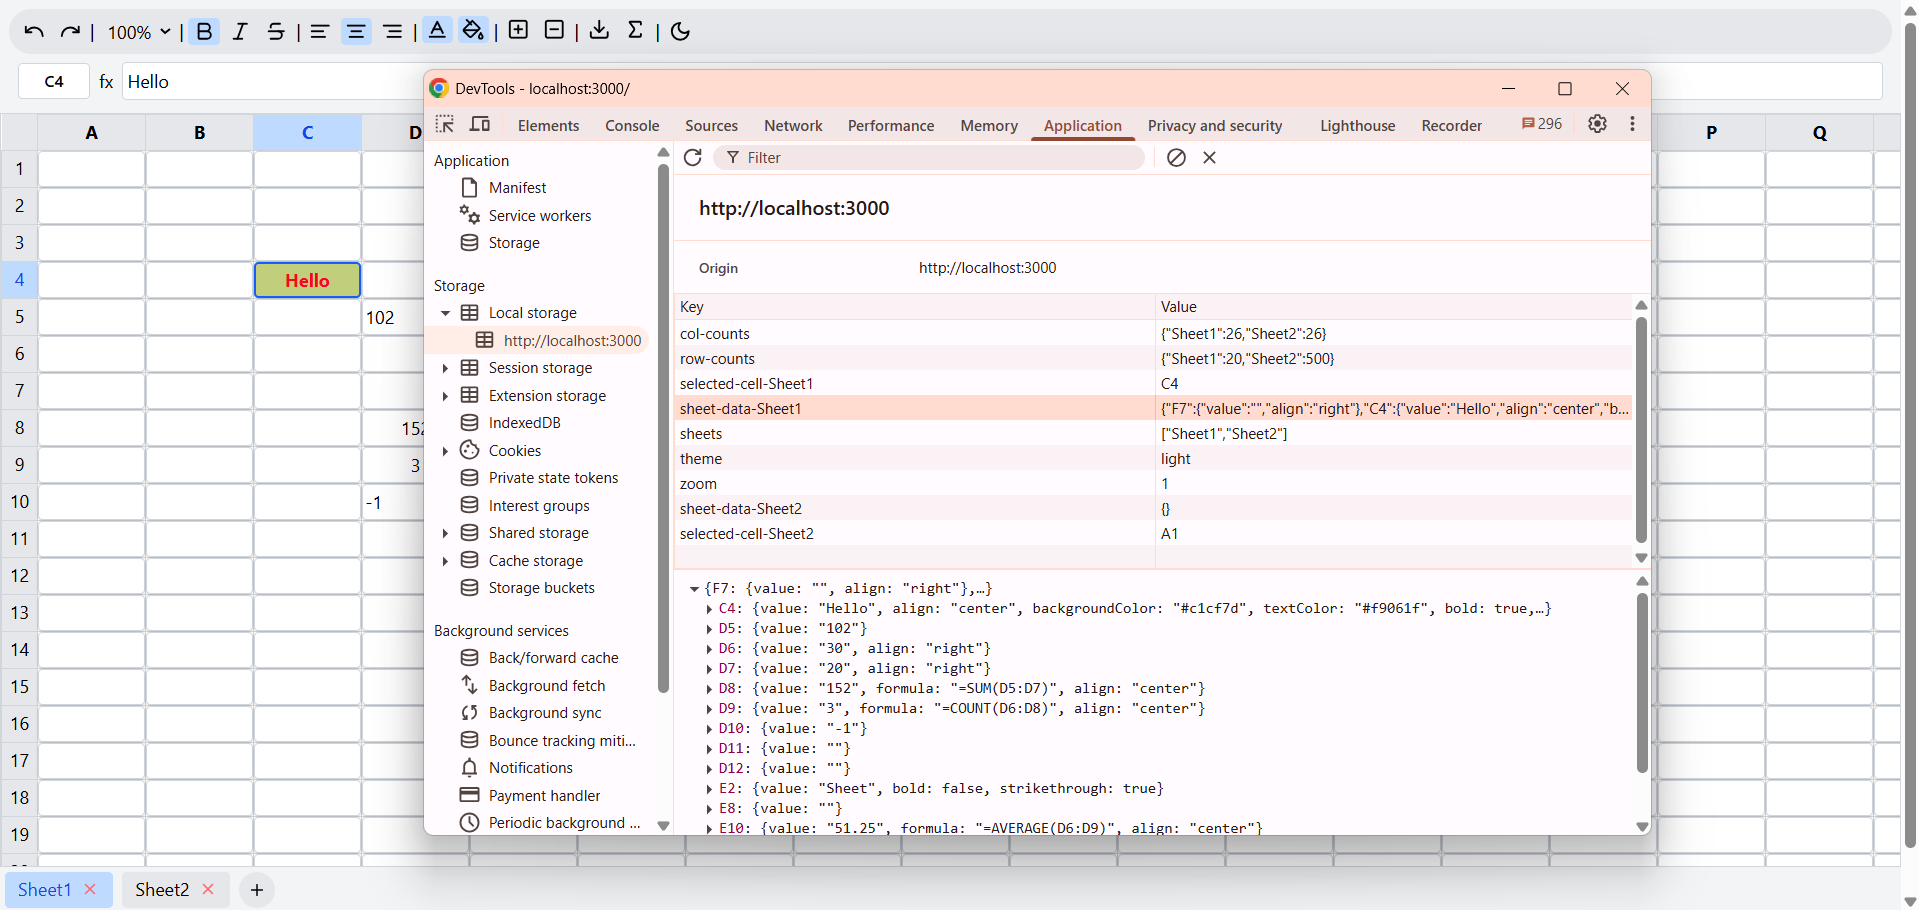 100%
C4 fx Hello
A B C D P Q
1
2
3
4 Hello
5 102
6
7
8 152
9 3
10 -1
11
12
13
14
15
16
17
18
19
Sheet1 Sheet2 +
DevTools - localhost:3000/
Elements Console Sources Network Performance Memory Application Privacy and security Lighthouse Recorder 296
Application
Manifest
Service workers
Storage
Storage
Local storage
http://localhost:3000
Session storage
Extension storage
IndexedDB
Cookies
Private state tokens
Interest groups
Shared storage
Cache storage
Storage buckets
Background services
Back/forward cache
Background fetch
Background sync
Bounce tracking miti...
Notifications
Payment handler
Periodic background ...
Filter
http://localhost:3000
Origin http://localhost:3000
Key Value
col-counts {"Sheet1":26,"Sheet2":26}
row-counts {"Sheet1":20,"Sheet2":500}
selected-cell-Sheet1 C4
sheet-data-Sheet1 {"F7":{"value":"","align":"right"},"C4":{"value":"Hello","align":"center","b...
sheets ["Sheet1","Sheet2"]
theme light
zoom 1
sheet-data-Sheet2 {}
selected-cell-Sheet2 A1
{F7: {value: "", align: "right"},…}
C4: {value: "Hello", align: "center", backgroundColor: "#c1cf7d", textColor: "#f9061f", bold: true,…}
D5: {value: "102"}
D6: {value: "30", align: "right"}
D7: {value: "20", align: "right"}
D8: {value: "152", formula: "=SUM(D5:D7)", align: "center"}
D9: {value: "3", formula: "=COUNT(D6:D8)", align: "center"}
D10: {value: "-1"}
D11: {value: ""}
D12: {value: ""}
E2: {value: "Sheet", bold: false, strikethrough: true}
E8: {value: ""}
E10: {value: "51.25", formula: "=AVERAGE(D6:D9)", align: "center"}